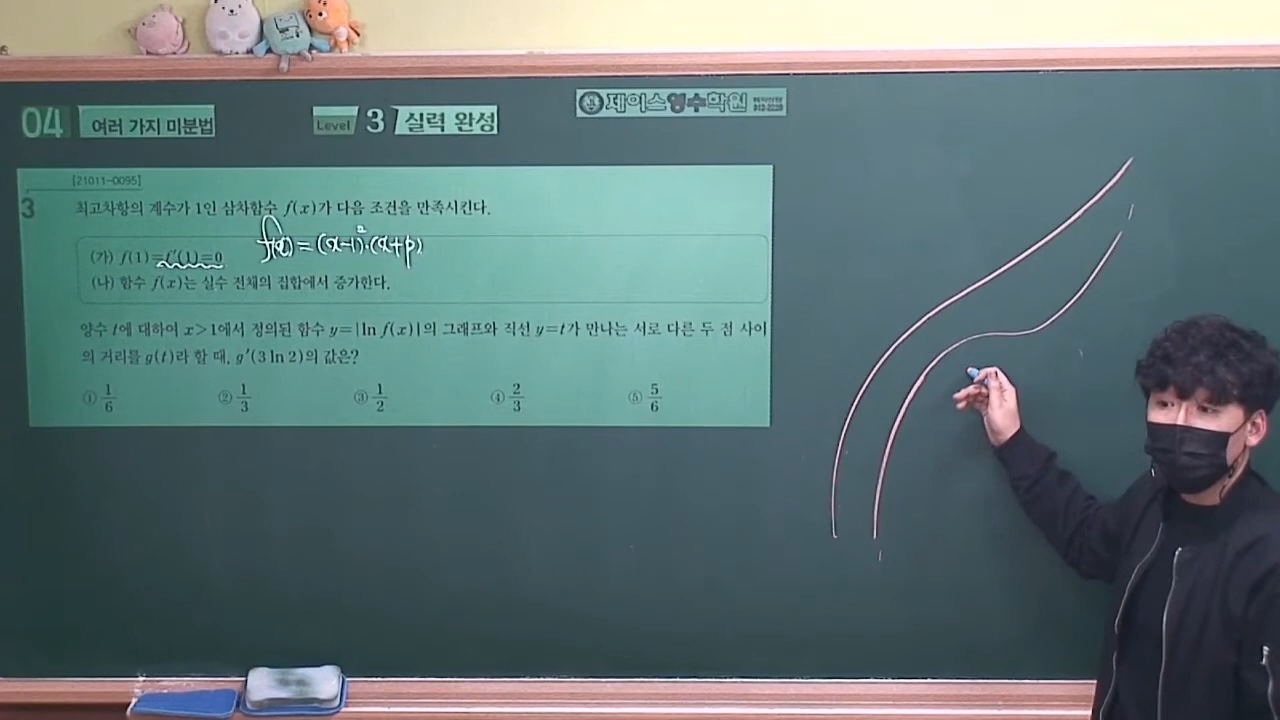 04 여러 가지 미분법 Level 3 실력 완성
제이스영수학원
[21011-0095]
3 최고차항의 계수가 1인 삼차함수 f(x)가 다음 조건을 만족시킨다.
f(x) = (x-1)²·(x+p)
(가) f(1)=f′(1)=0
(나) 함수 f(x)는 실수 전체의 집합에서 증가한다.
양수 t에 대하여 x>1에서 정의된 함수 y=|ln f(x)|의 그래프와 직선 y=t가 만나는 서로 다른 두 점 사이
의 거리를 g(t)라 할 때, g′(3 ln 2)의 값은?
① 1/6 ② 1/3 ③ 1/2 ④ 2/3 ⑤ 5/6